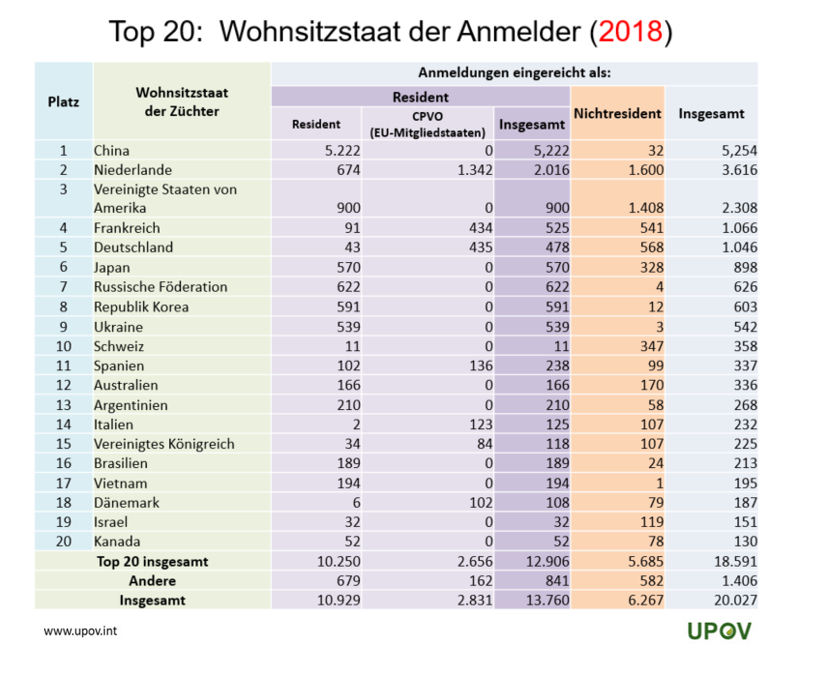 Top 20: Wohnsitzstaat der Anmelder (2018)
Anmeldungen eingereicht als:
Platz Wohnsitzstaat der Züchter Resident Nichtresident Insgesamt
Resident CPVO (EU-Mitgliedstaaten) Insgesamt
1 China 5.222 0 5,222 32 5,254
2 Niederlande 674 1.342 2.016 1.600 3.616
3 Vereinigte Staaten von
Amerika 900 0 900 1.408 2.308
4 Frankreich 91 434 525 541 1.066
5 Deutschland 43 435 478 568 1.046
6 Japan 570 0 570 328 898
7 Russische Föderation 622 0 622 4 626
8 Republik Korea 591 0 591 12 603
9 Ukraine 539 0 539 3 542
10 Schweiz 11 0 11 347 358
11 Spanien 102 136 238 99 337
12 Australien 166 0 166 170 336
13 Argentinien 210 0 210 58 268
14 Italien 2 123 125 107 232
15 Vereinigtes Königreich 34 84 118 107 225
16 Brasilien 189 0 189 24 213
17 Vietnam 194 0 194 1 195
18 Dänemark 6 102 108 79 187
19 Israel 32 0 32 119 151
20 Kanada 52 0 52 78 130
Top 20 insgesamt 10.250 2.656 12.906 5.685 18.591
Andere 679 162 841 582 1.406
Insgesamt 10.929 2.831 13.760 6.267 20.027
www.upov.int
UPOV